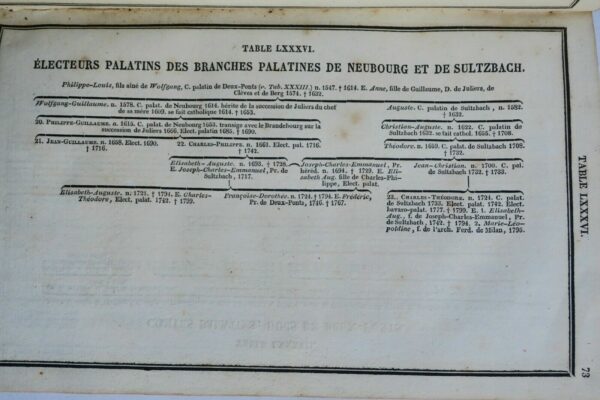 TABLE LXXXVI.
ÉLECTEURS PALATINS DES BRANCHES PALATINES DE NEUBOURG ET DE SULTZBACH.
Philippe-Louis, fils aîné de Wolfgang, C. palatin de Deux-Ponts (v. Tab. XXXIII.) n. 1547. † 1614. E. Anne, fille de Guillaume, D. de Juliers, de
Clèves et de Berg 1574. † 1632.
Wolfgang-Guillaume. n. 1578. C. palat. de Neubourg 1614. hérite de la succession de Juliers du chef
de sa mère 1609. se fait catholique 1614. † 1653.
Auguste. C. palatin de Sultzbach, n. 1582.
† 1632.
20. PHILIPPE-GUILLAUME. n. 1615. C. palat. de Neubourg 1653. transige avec le Brandebourg sur la
succession de Juliers 1666. Elect. palatin 1685. † 1690.
Christian-Auguste. n. 1622. C. palatin de
Sultzbach 1632. se fait cathol. 1655. † 1708.
21. JEAN-GUILLAUME. n. 1658. Elect. 1690.
† 1716.
22. CHARLES-PHILIPPE. n. 1661. Elect. pal. 1716.
† 1742.
Théodore. n. 1659. C. palat. de Sultzbach 1708.
† 1732.
Elisabeth-Auguste. n. 1693. † 1728.
E. Joseph-Charles-Emmanuel, Pr. de
Sultzbach, 1717.
Joseph-Charles-Emmanuel, Pr.
héréd. n. 1694. † 1729. E. Eli-
sabeth Aug. fille de Charles-Phi-
lippe, Elect. palat.
Jean-Christian. n. 1700. C. pal.
de Sultzbach 1732. † 1733.
Elisabeth-Auguste. n. 1721. † 1794. E. Charles-
Théodore, Elect. palat. 1742. † 1799.
Françoise-Dorothée. n. 1724. † 1794. E. Frédéric,
Pr. de Deux-Ponts, 1746. † 1767.
23. CHARLES-THÉODORE. n. 1724. C. palat.
de Sultzbach 1733. Elect. palat. 1742. Elect.
bavaro-palat. 1777. † 1799. E. 1. Elisabeth-
Aug., f. de Joseph-Charles-Emmanuel, Pr.
de Sultzbach, 1742. † 1794. 2. Marie-Léo-
poldine, f. de l'arch. Ferd. de Milan, 1795.
TABLE LXXXVI.
73